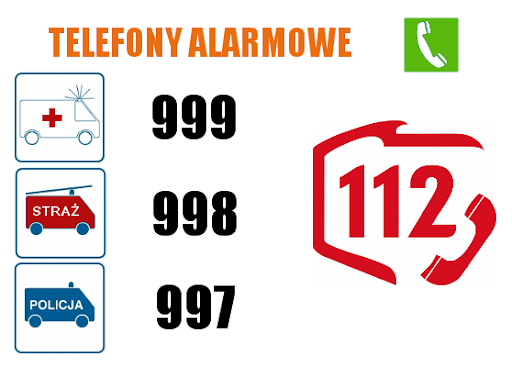 TELEFONY ALARMOWE
999
STRAŻ
998
112
POLICJA
997